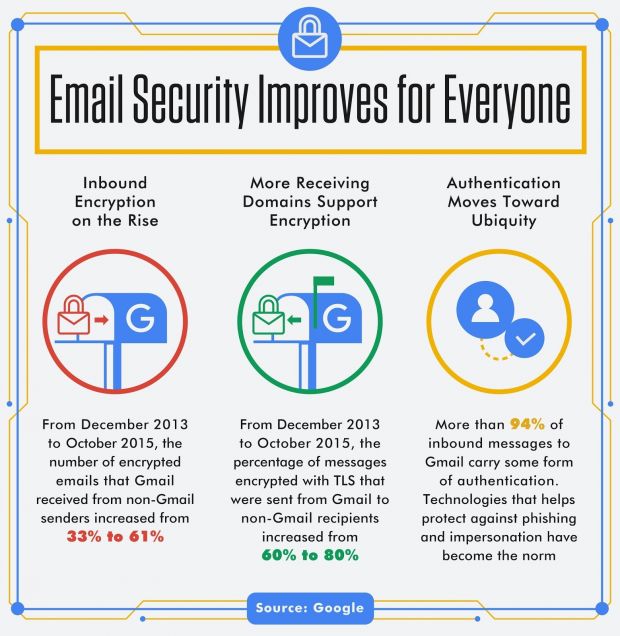 Email Security Improves for Everyone
Inbound
Encryption
on the Rise
G
From December 2013
to October 2015, the
number of encrypted
emails that Gmail
received from non-Gmail
senders increased from
33% to 61%
More Receiving
Domains Support
Encryption
G
From December 2013
to October 2015, the
percentage of messages
encrypted with TLS that
were sent from Gmail to
non-Gmail recipients
increased from
60% to 80%
Authentication
Moves Toward
Ubiquity
More than 94% of
inbound messages to
Gmail carry some form
of authentication.
Technologies that helps
protect against phishing
and impersonation have
become the norm
Source: Google